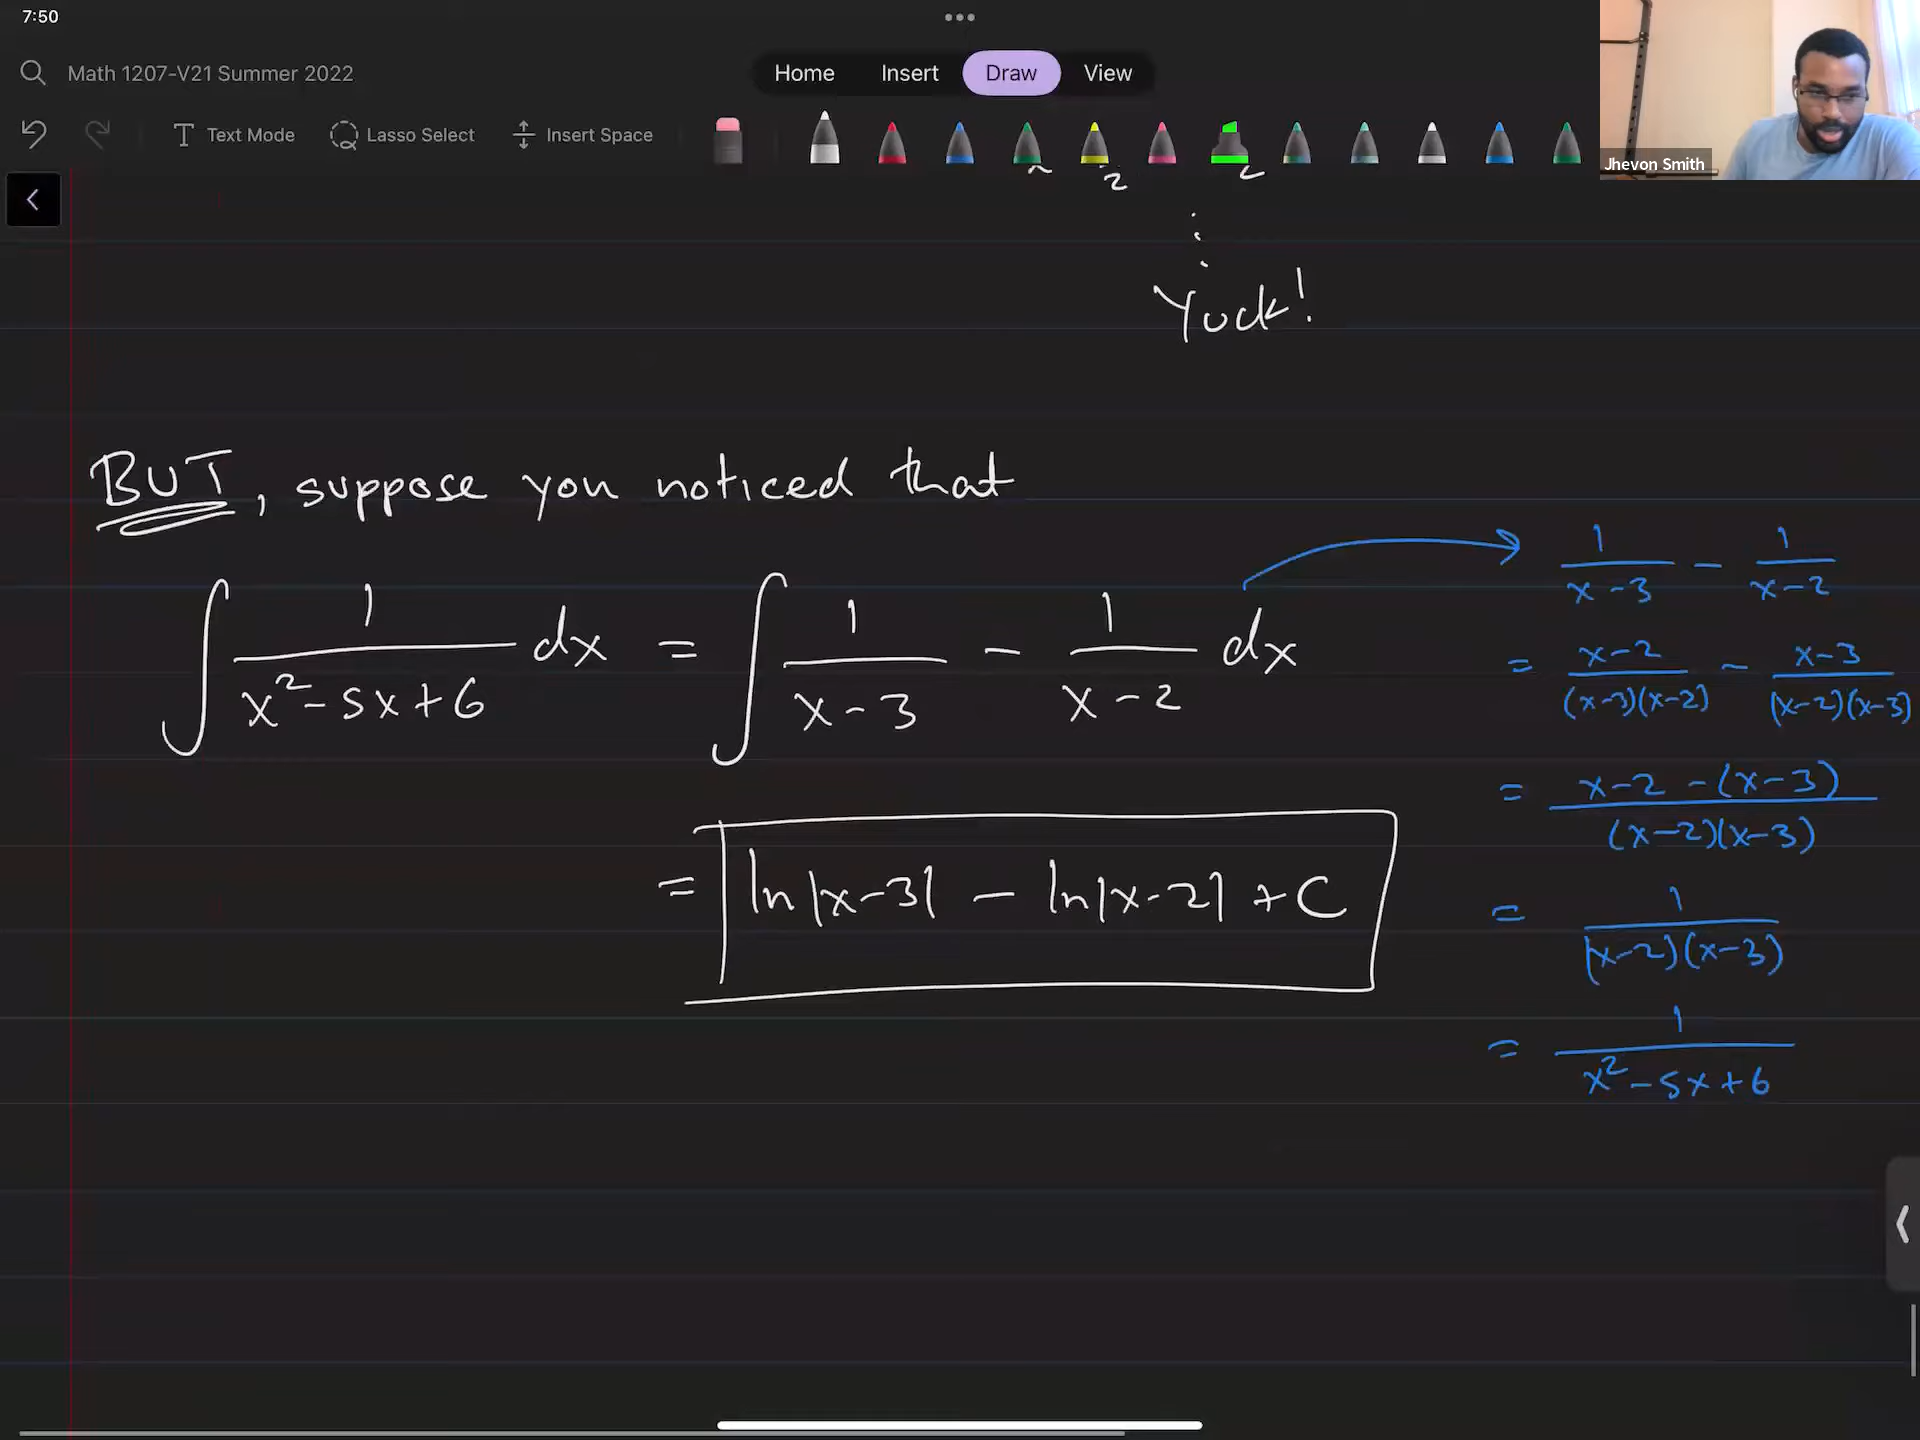 7:50
Math 1207-V21 Summer 2022
Home Insert Draw View
Text Mode Lasso Select Insert Space
Jhevon Smith
2
Yuck!
BUT, suppose you noticed that
∫ 1/(x²-5x+6) dx = ∫ 1/(x-3) - 1/(x-2) dx
= ln|x-3| - ln|x-2| + C
1/(x-3) - 1/(x-2)
= (x-2)/((x-3)(x-2)) - (x-3)/((x-2)(x-3))
= (x-2-(x-3))/((x-2)(x-3))
= 1/((x-2)(x-3))
= 1/(x²-5x+6)